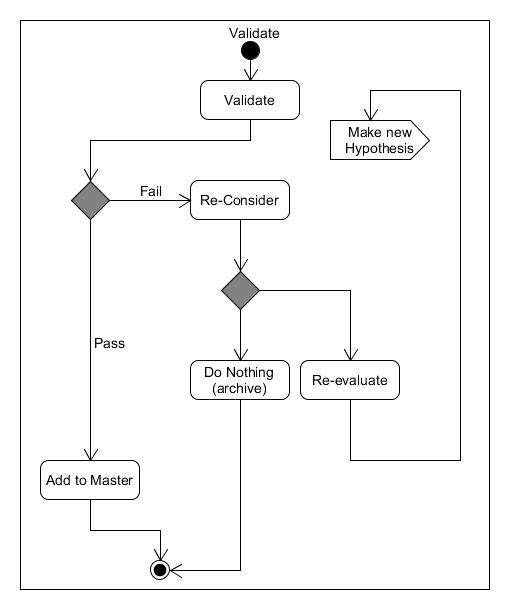 Validate
Validate
Make new
Hypothesis
Fail
Re-Consider
Pass
Do Nothing
(archive)
Re-evaluate
Add to Master